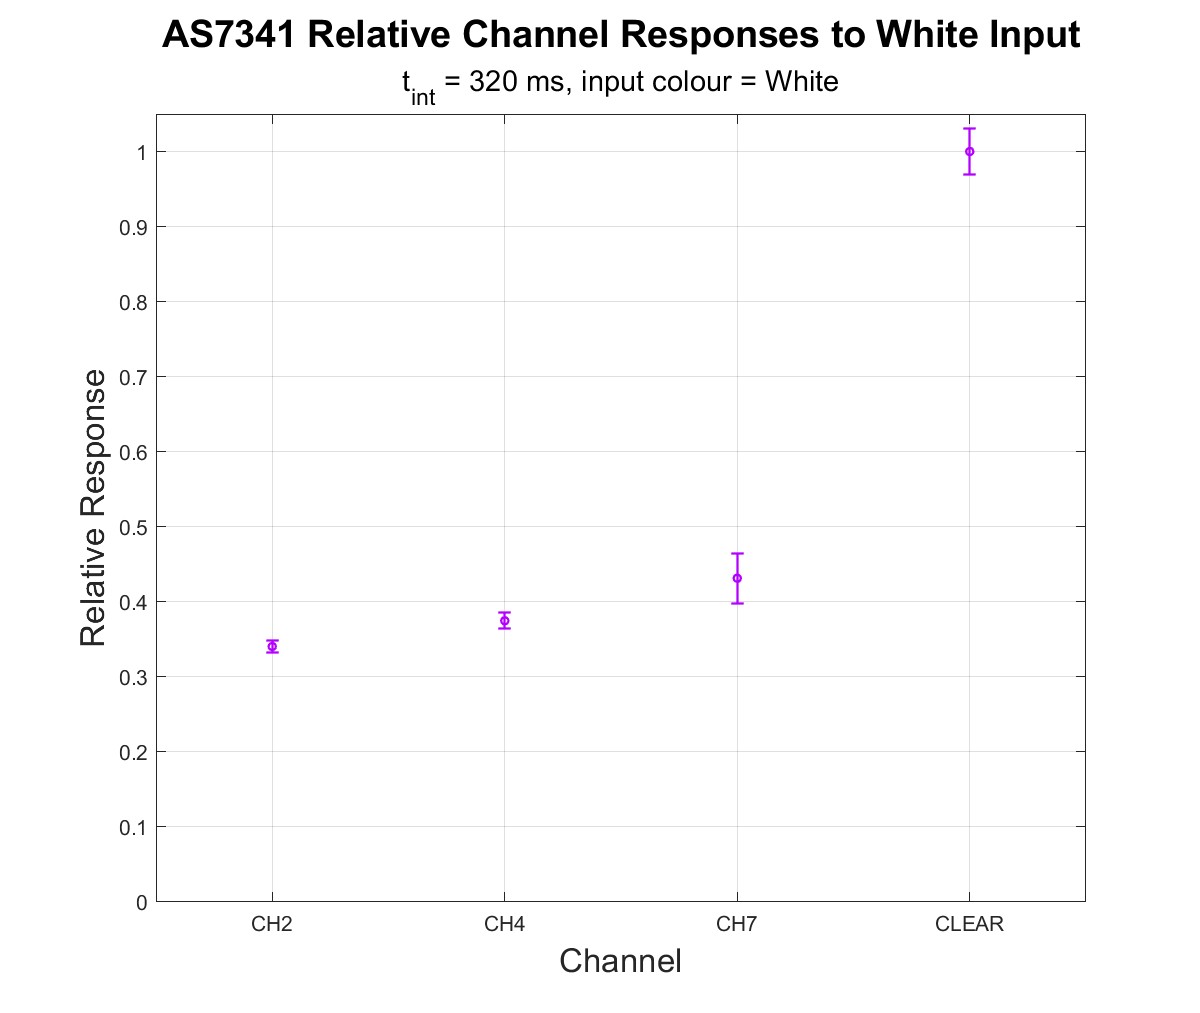 AS7341 Relative Channel Responses to White Input
t_int = 320 ms, input colour = White
Relative Response
1
0.9
0.8
0.7
0.6
0.5
0.4
0.3
0.2
0.1
0
CH2 CH4 CH7 CLEAR
Channel